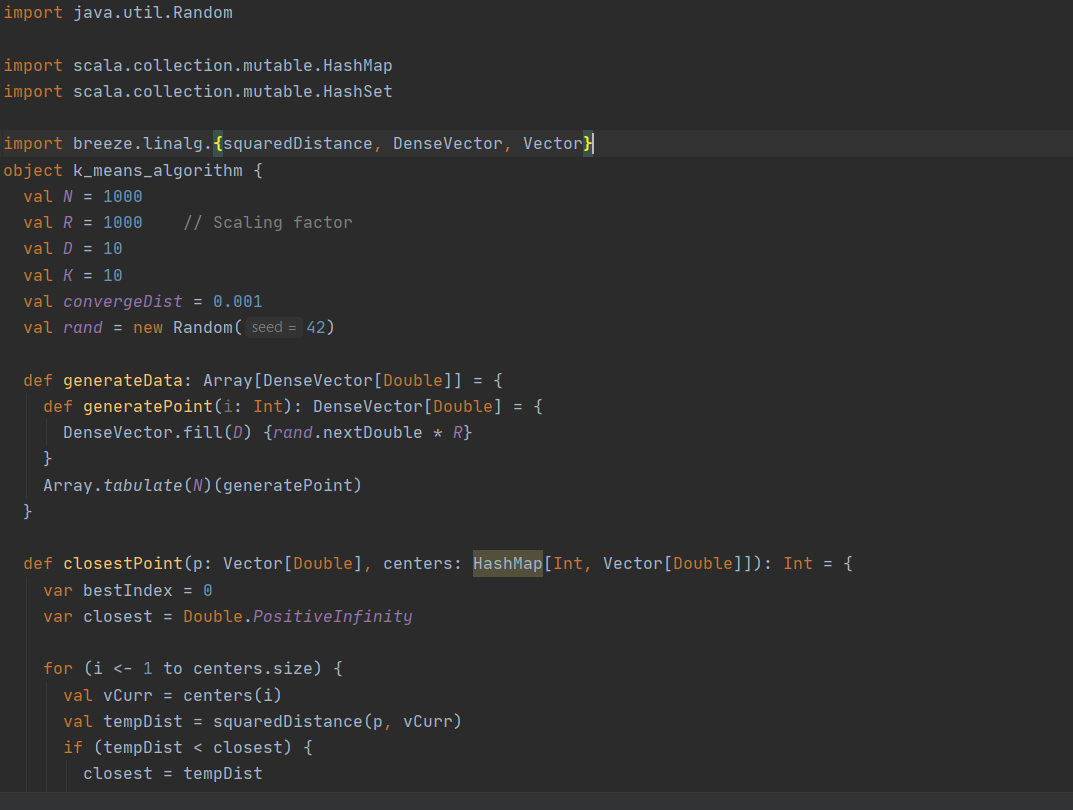 import java.util.Random
import scala.collection.mutable.HashMap
import scala.collection.mutable.HashSet
import breeze.linalg.{squaredDistance, DenseVector, Vector}
object k_means_algorithm {
val N = 1000
val R = 1000 // Scaling factor
val D = 10
val K = 10
val convergeDist = 0.001
val rand = new Random( seed = 42)
def generateData: Array[DenseVector[Double]] = {
def generatePoint(i: Int): DenseVector[Double] = {
DenseVector.fill(D) {rand.nextDouble * R}
}
Array.tabulate(N)(generatePoint)
}
def closestPoint(p: Vector[Double], centers: HashMap[Int, Vector[Double]]): Int = {
var bestIndex = 0
var closest = Double.PositiveInfinity
for (i <- 1 to centers.size) {
val vCurr = centers(i)
val tempDist = squaredDistance(p, vCurr)
if (tempDist < closest) {
closest = tempDist